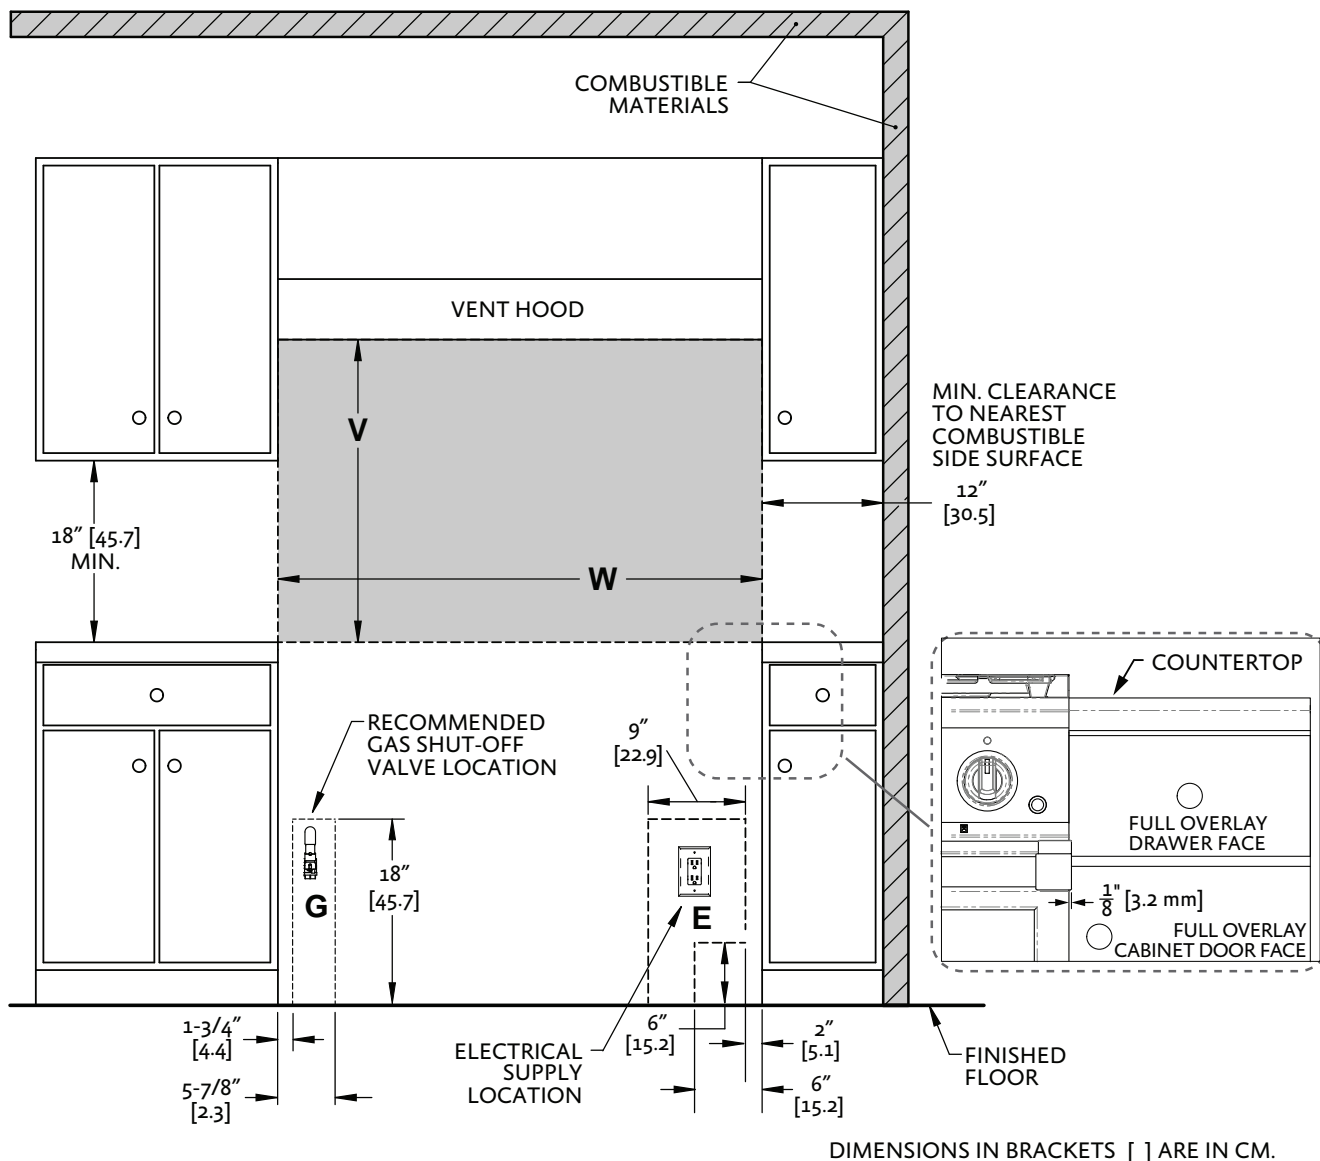 COMBUSTIBLE
MATERIALS
VENT HOOD
V
W
MIN. CLEARANCE
TO NEAREST
COMBUSTIBLE
SIDE SURFACE
12"
[30.5]
18" [45.7]
MIN.
COUNTERTOP
FULL OVERLAY
DRAWER FACE
1/8" [3.2 mm]
FULL OVERLAY
CABINET DOOR FACE
RECOMMENDED
GAS SHUT-OFF
VALVE LOCATION
9"
[22.9]
18"
[45.7]
G
E
1-3/4"
[4.4]
5-7/8"
[2.3]
ELECTRICAL
SUPPLY
LOCATION
6"
[15.2]
2"
[5.1]
6"
[15.2]
FINISHED
FLOOR
DIMENSIONS IN BRACKETS [ ] ARE IN CM.